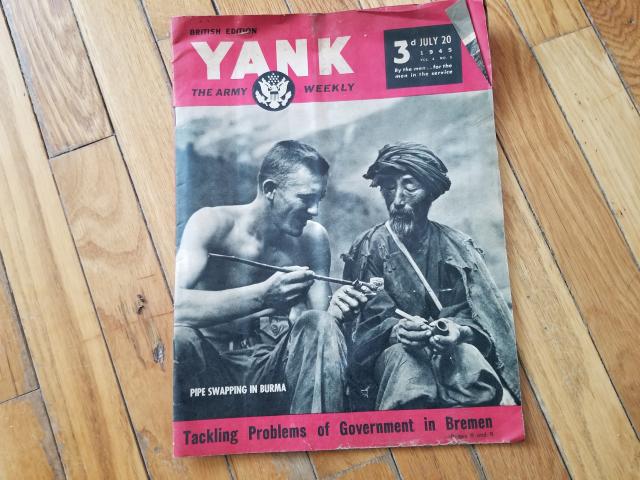 BRITISH EDITION
YANK
THE ARMY WEEKLY
3d JULY 20
1945
By the men .. for the
men in the service
PIPE SWAPPING IN BURMA
Tackling Problems of Government in Bremen